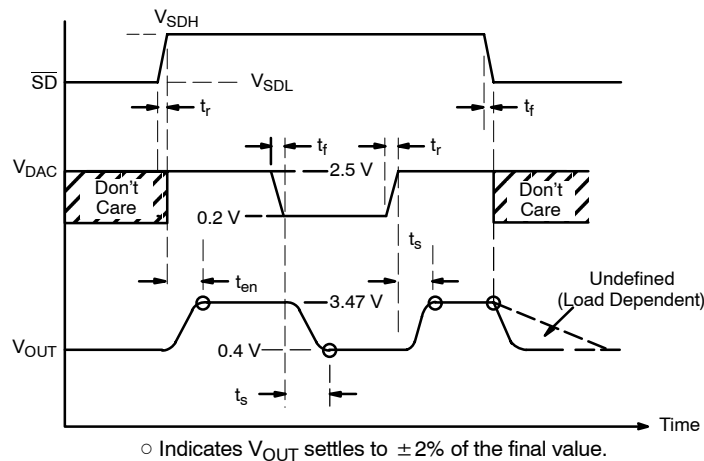 V_SDH
SD
V_SDL
t_r
t_f
V_DAC
t_f
t_r
2.5 V
Don't
Care
Don't
Care
0.2 V
t_s
t_en
Undefined
(Load Dependent)
3.47 V
V_OUT
0.4 V
t_s
Time
○ Indicates V_OUT settles to ±2% of the final value.